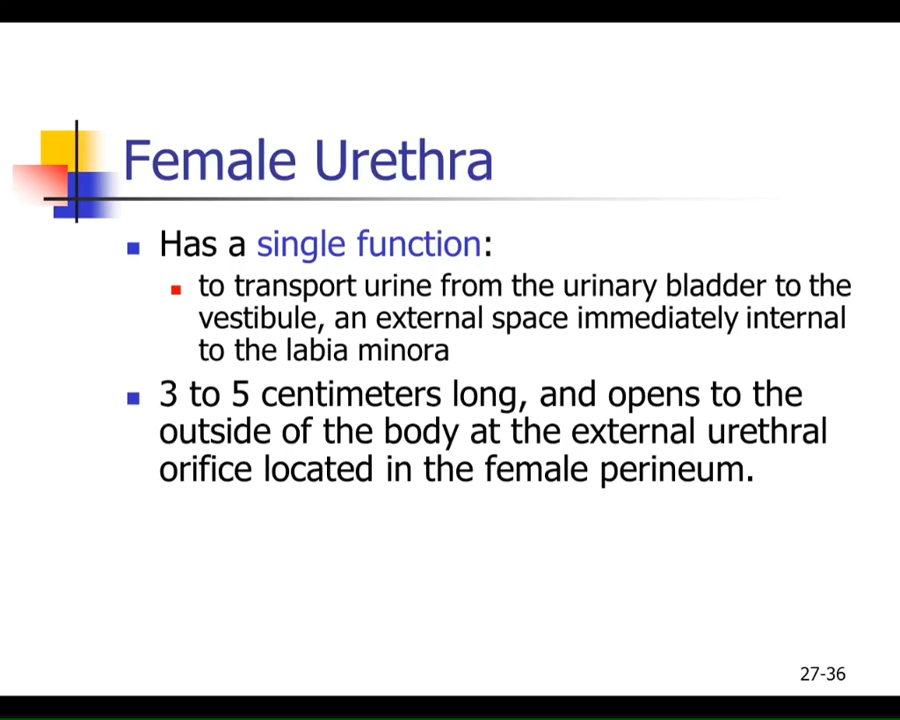 Female Urethra
Has a single function:
to transport urine from the urinary bladder to the
vestibule, an external space immediately internal
to the labia minora
3 to 5 centimeters long, and opens to the
outside of the body at the external urethral
orifice located in the female perineum.
27-36